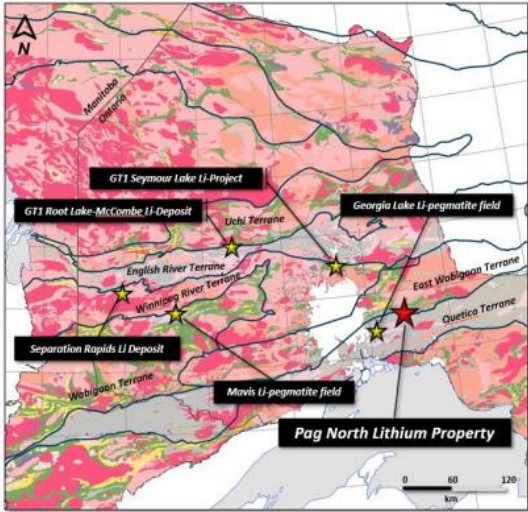 N
Manitoba
Ontario
GT1 Seymour Lake Li-Project
GT1 Root Lake-McCombe Li-Deposit
Georgia Lake Li-pegmatite field
Uchi Terrane
English River Terrane
East Wabigoon Terrane
Winnipeg River Terrane
Quetico Terrane
Separation Rapids Li Deposit
Wabigoon Terrane
Mavis Li-pegmatite field
Pag North Lithium Property
0 60 120
km